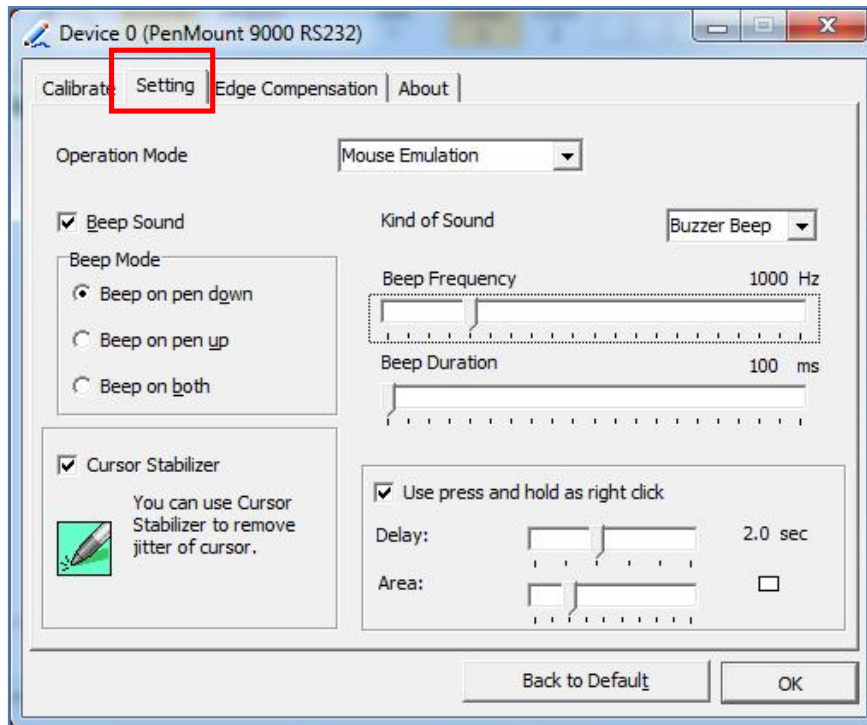 Device 0 (PenMount 9000 RS232)
Calibrate Setting Edge Compensation About
Operation Mode Mouse Emulation
Beep Sound Kind of Sound Buzzer Beep
Beep Mode
Beep on pen down
Beep on pen up
Beep on both
Beep Frequency 1000 Hz
Beep Duration 100 ms
Cursor Stabilizer
You can use Cursor
Stabilizer to remove
jitter of cursor.
Use press and hold as right click
Delay: 2.0 sec
Area:
Back to Default OK